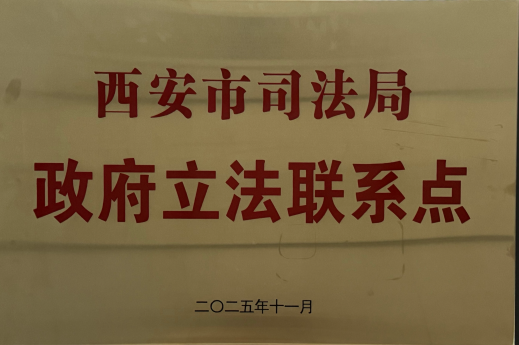 西安市司法局
政府立法联系点
二〇二五年十一月